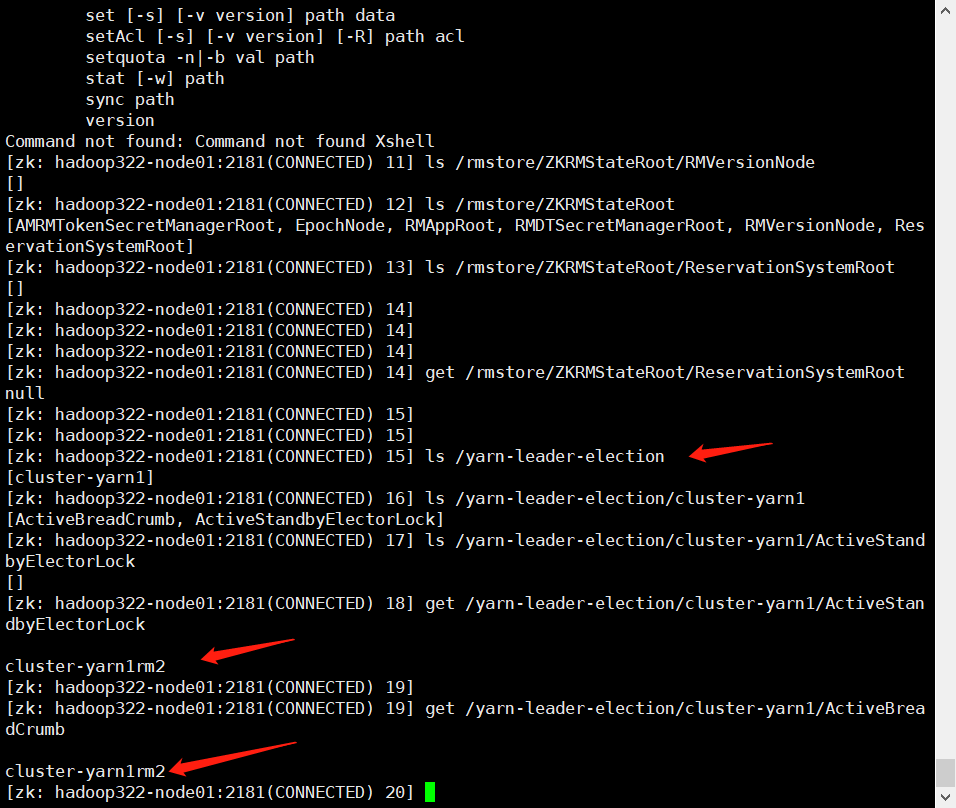 set [-s] [-v version] path data
setAcl [-s] [-v version] [-R] path acl
setquota -n|-b val path
stat [-w] path
sync path
version
Command not found: Command not found Xshell
[zk: hadoop322-node01:2181(CONNECTED) 11] ls /rmstore/ZKRMStateRoot/RMVersionNode
[]
[zk: hadoop322-node01:2181(CONNECTED) 12] ls /rmstore/ZKRMStateRoot
[AMRMTokenSecretManagerRoot, EpochNode, RMAppRoot, RMDTSecretManagerRoot, RMVersionNode, Res
ervationSystemRoot]
[zk: hadoop322-node01:2181(CONNECTED) 13] ls /rmstore/ZKRMStateRoot/ReservationSystemRoot
[]
[zk: hadoop322-node01:2181(CONNECTED) 14]
[zk: hadoop322-node01:2181(CONNECTED) 14]
[zk: hadoop322-node01:2181(CONNECTED) 14]
[zk: hadoop322-node01:2181(CONNECTED) 14] get /rmstore/ZKRMStateRoot/ReservationSystemRoot
null
[zk: hadoop322-node01:2181(CONNECTED) 15]
[zk: hadoop322-node01:2181(CONNECTED) 15]
[zk: hadoop322-node01:2181(CONNECTED) 15] ls /yarn-leader-election
[cluster-yarn1]
[zk: hadoop322-node01:2181(CONNECTED) 16] ls /yarn-leader-election/cluster-yarn1
[ActiveBreadCrumb, ActiveStandbyElectorLock]
[zk: hadoop322-node01:2181(CONNECTED) 17] ls /yarn-leader-election/cluster-yarn1/ActiveStand
byElectorLock
[]
[zk: hadoop322-node01:2181(CONNECTED) 18] get /yarn-leader-election/cluster-yarn1/ActiveStan
dbyElectorLock
cluster-yarn1rm2
[zk: hadoop322-node01:2181(CONNECTED) 19]
[zk: hadoop322-node01:2181(CONNECTED) 19] get /yarn-leader-election/cluster-yarn1/ActiveBrea
dCrumb
cluster-yarn1rm2
[zk: hadoop322-node01:2181(CONNECTED) 20]